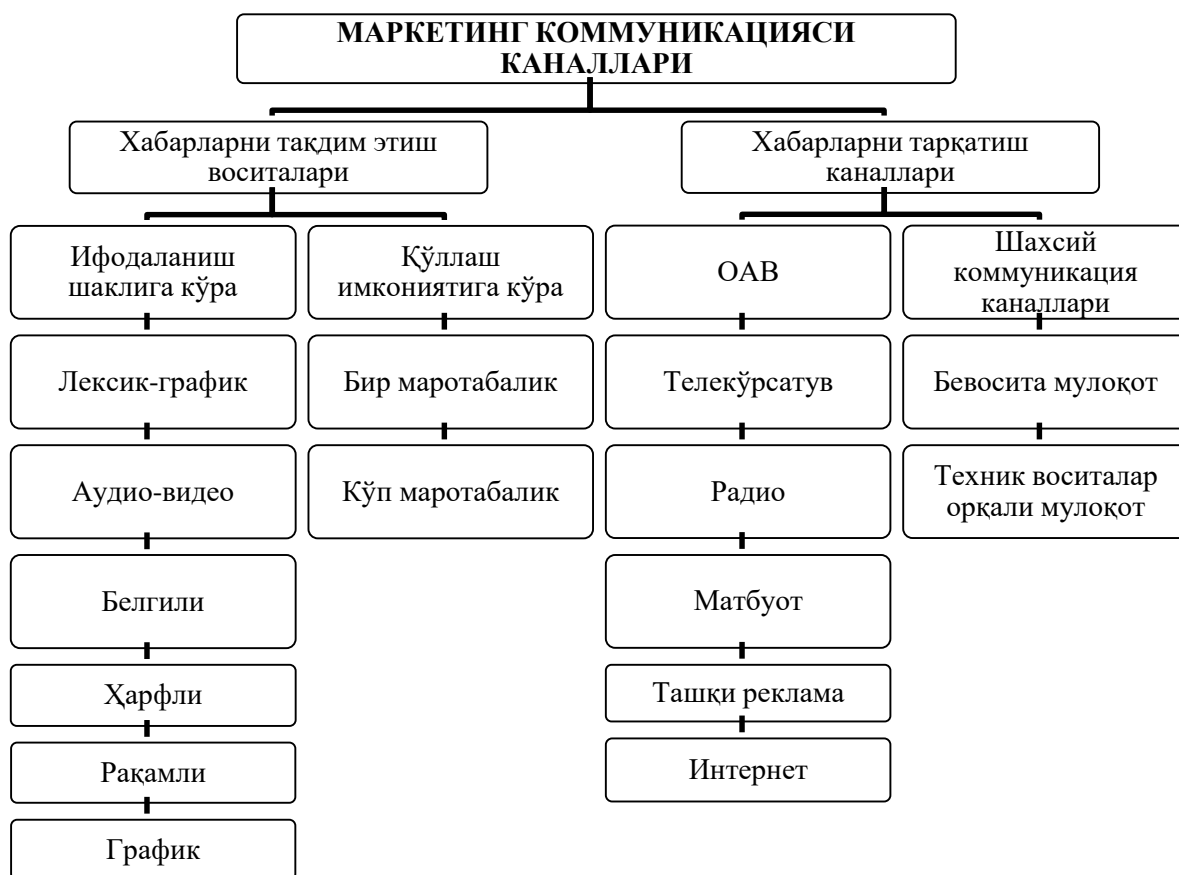 МАРКЕТИНГ КОММУНИКАЦИЯСИ
КАНАЛЛАРИ
Хабарларни тақдим этиш
воситалари
Хабарларни тарқатиш
каналлари
Ифодаланиш
шаклига кўра
Қўллаш
имкониятига кўра
ОАВ
Шахсий
коммуникация
каналлари
Лексик-график
Бир маротабалик
Телекўрсатув
Бевосита мулоқот
Аудио-видео
Кўп маротабалик
Радио
Техник воситалар
орқали мулоқот
Белгили
Матбуот
Ҳарфли
Ташқи реклама
Рақамли
Интернет
График